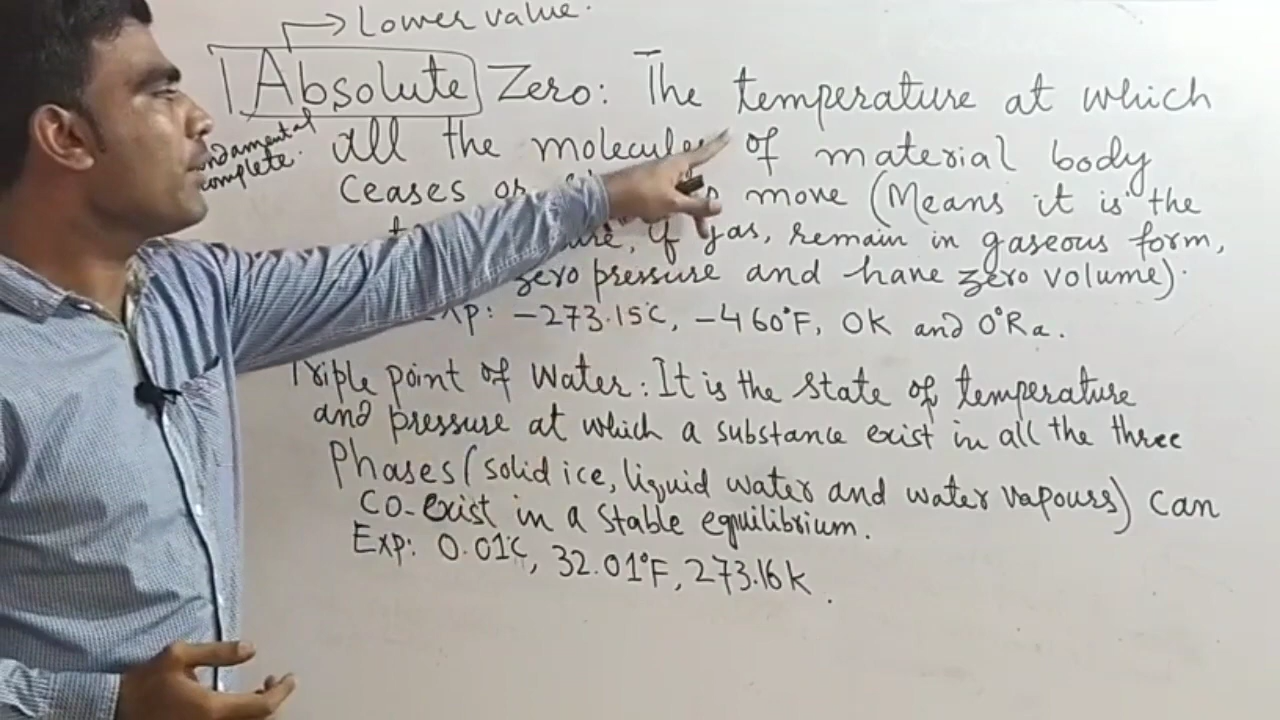 Lower value.
Absolute Zero: The temperature at which
complete.
all the molecules of material body
ceases or move (Means it is the
if gas, remain in gaseous form,
zero pressure and have zero volume).
Exp: -273.15°C, -460°F, 0K and 0°Ra.
Triple point of Water: It is the state of temperature
and pressure at which a substance exist in all the three
Phases (solid ice, liquid water and water vapours) can
co-exist in a stable equilibrium.
Exp: 0.01°C, 32.01°F, 273.16K.